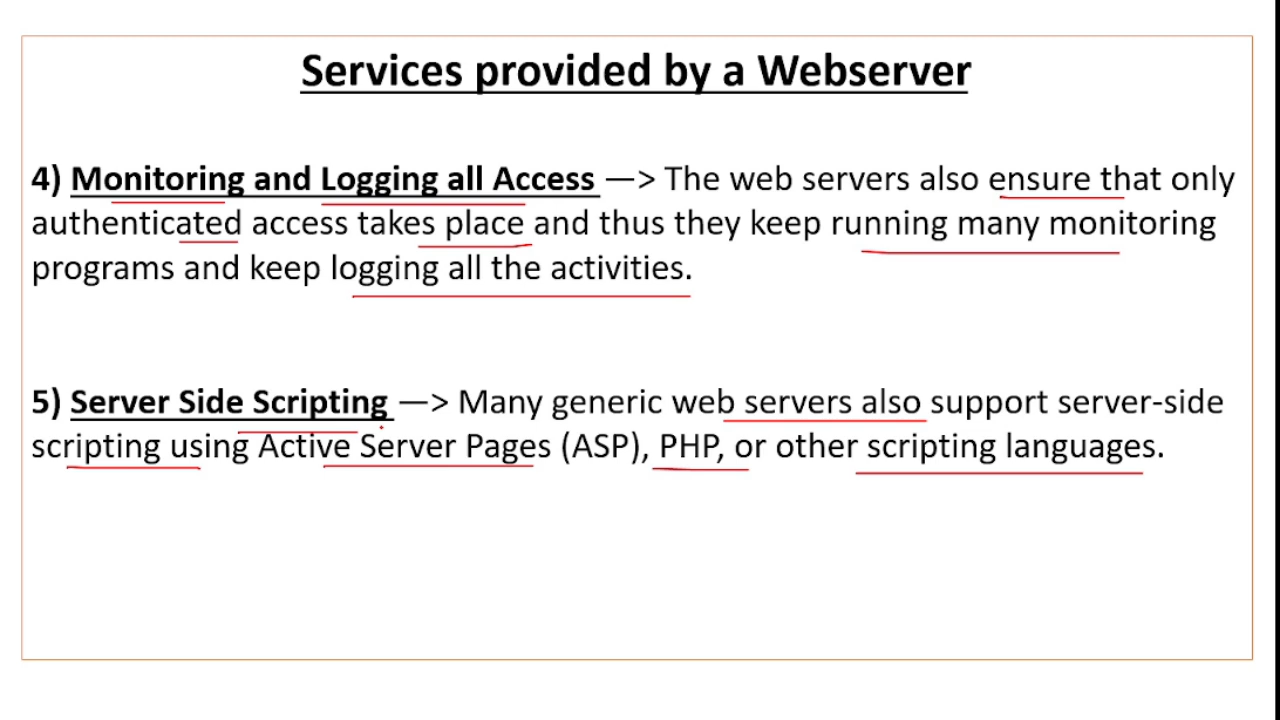 Services provided by a Webserver
4) Monitoring and Logging all Access —> The web servers also ensure that only
authenticated access takes place and thus they keep running many monitoring
programs and keep logging all the activities.
5) Server Side Scripting —> Many generic web servers also support server-side
scripting using Active Server Pages (ASP), PHP, or other scripting languages.